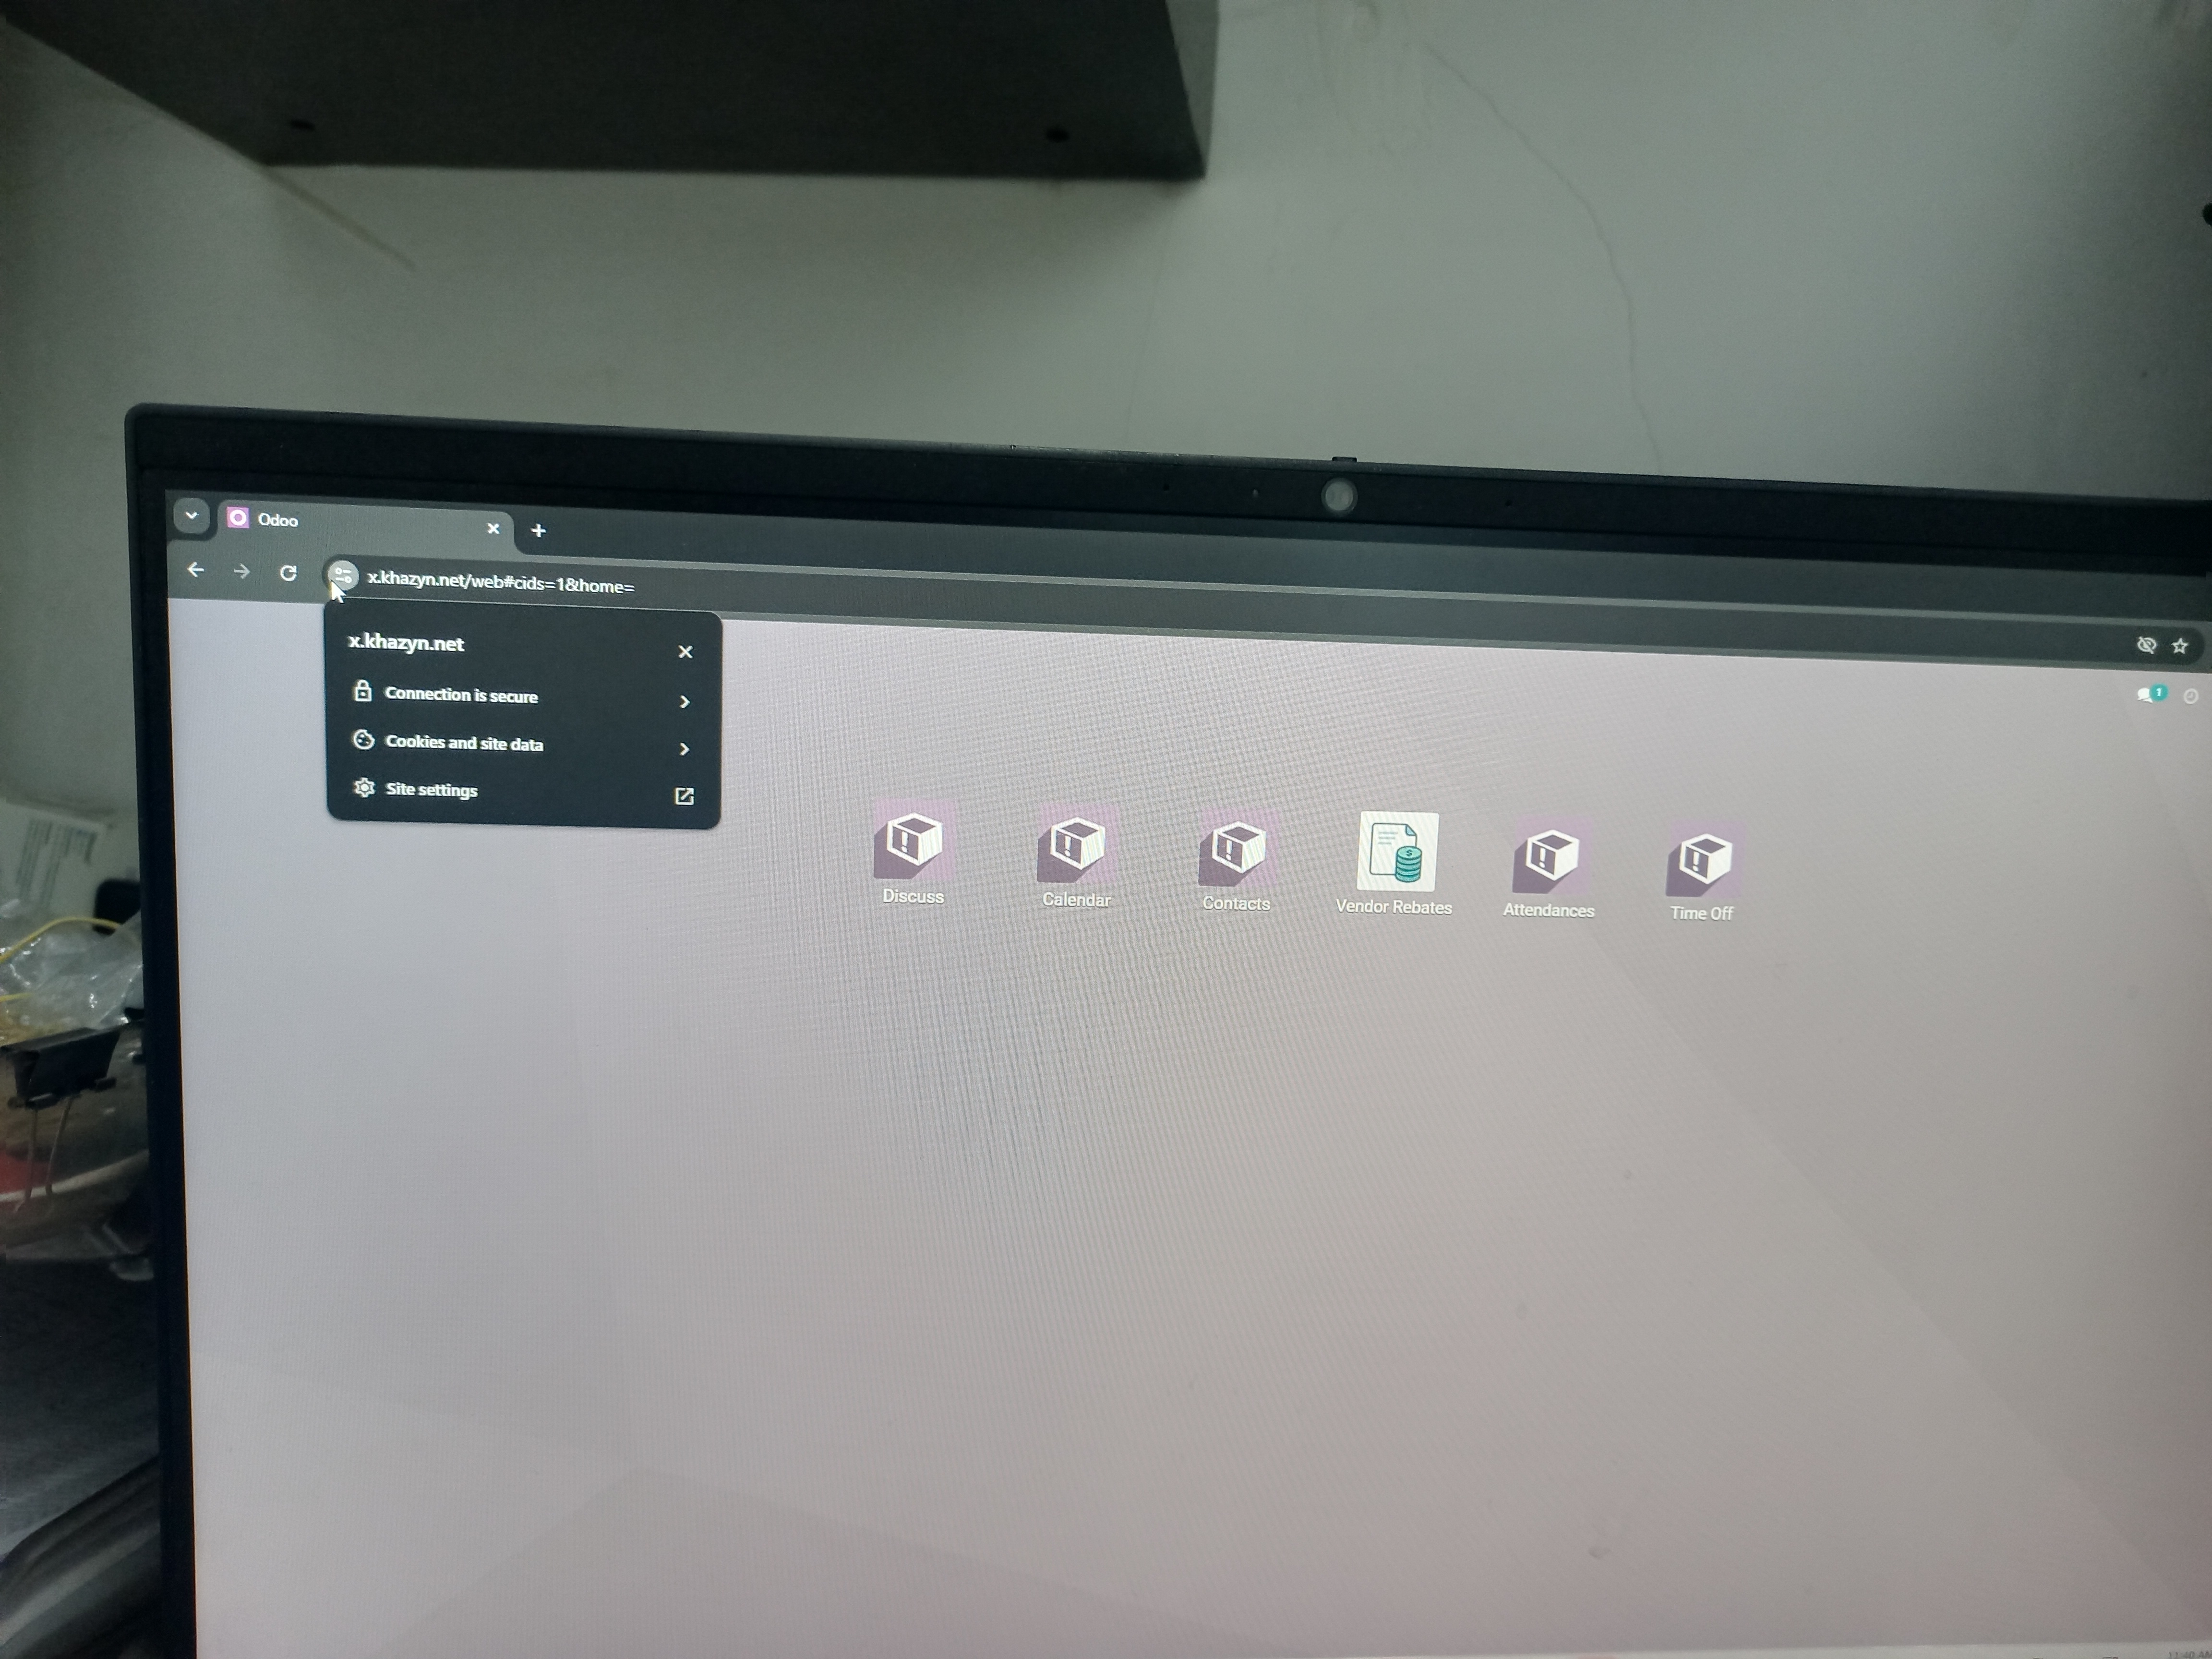 Odoo
x.khazyn.net/web#cids=1&home=
x.khazyn.net
Connection is secure
Cookies and site data
Site settings
1
Discuss
Calendar
Contacts
Vendor Rebates
Attendances
Time Off